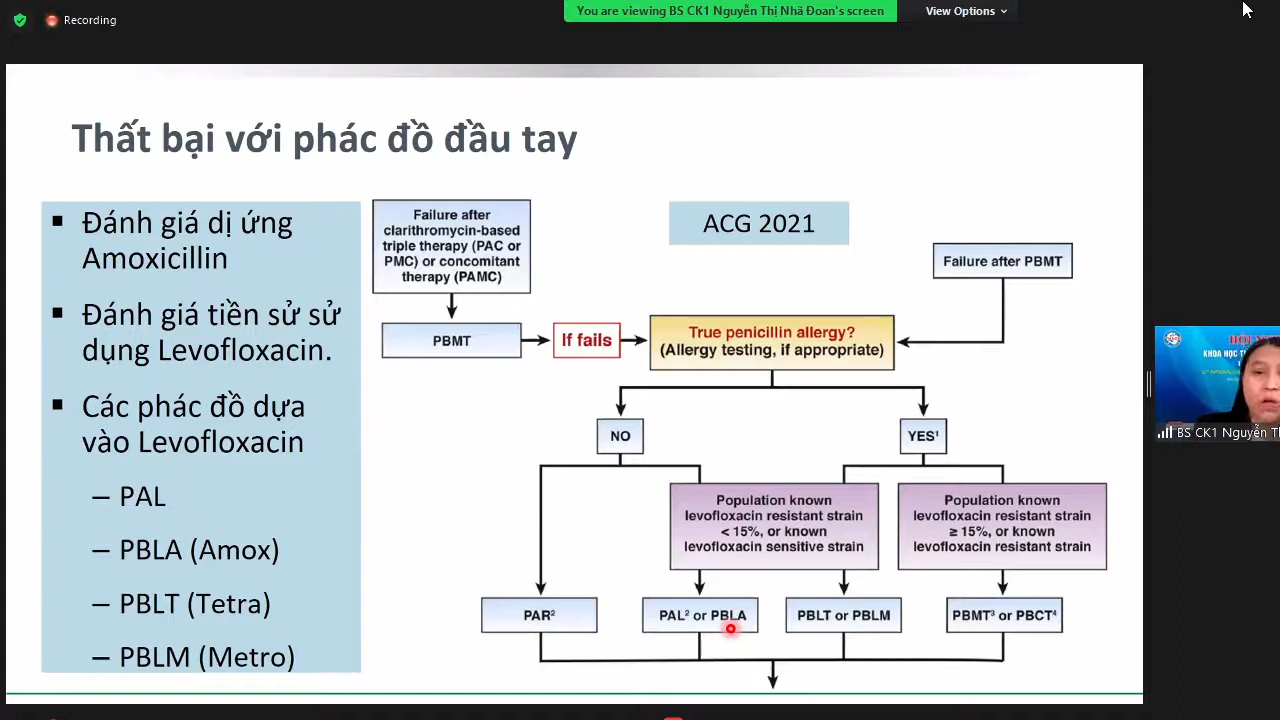 Recording
You are viewing BS CK1 Nguyễn Thị Nhã Đoan's screen
View Options
Thất bại với phác đồ đầu tay
▪ Đánh giá dị ứng
Amoxicillin
▪ Đánh giá tiền sử sử
dụng Levofloxacin.
▪ Các phác đồ dựa
vào Levofloxacin
– PAL
– PBLA (Amox)
– PBLT (Tetra)
– PBLM (Metro)
Failure after
clarithromycin-based
triple therapy (PAC or
PMC) or concomitant
therapy (PAMC)
ACG 2021
Failure after PBMT
PBMT
If fails
True penicillin allergy?
(Allergy testing, if appropriate)
NO
YES¹
Population known
levofloxacin resistant strain
< 15%, or known
levofloxacin sensitive strain
Population known
levofloxacin resistant strain
≥ 15%, or known
levofloxacin resistant strain
PAR²
PAL² or PBLA
PBLT or PBLM
PBMT³ or PBCT⁴
KHOA HỌC
BS CK1 Nguyễn